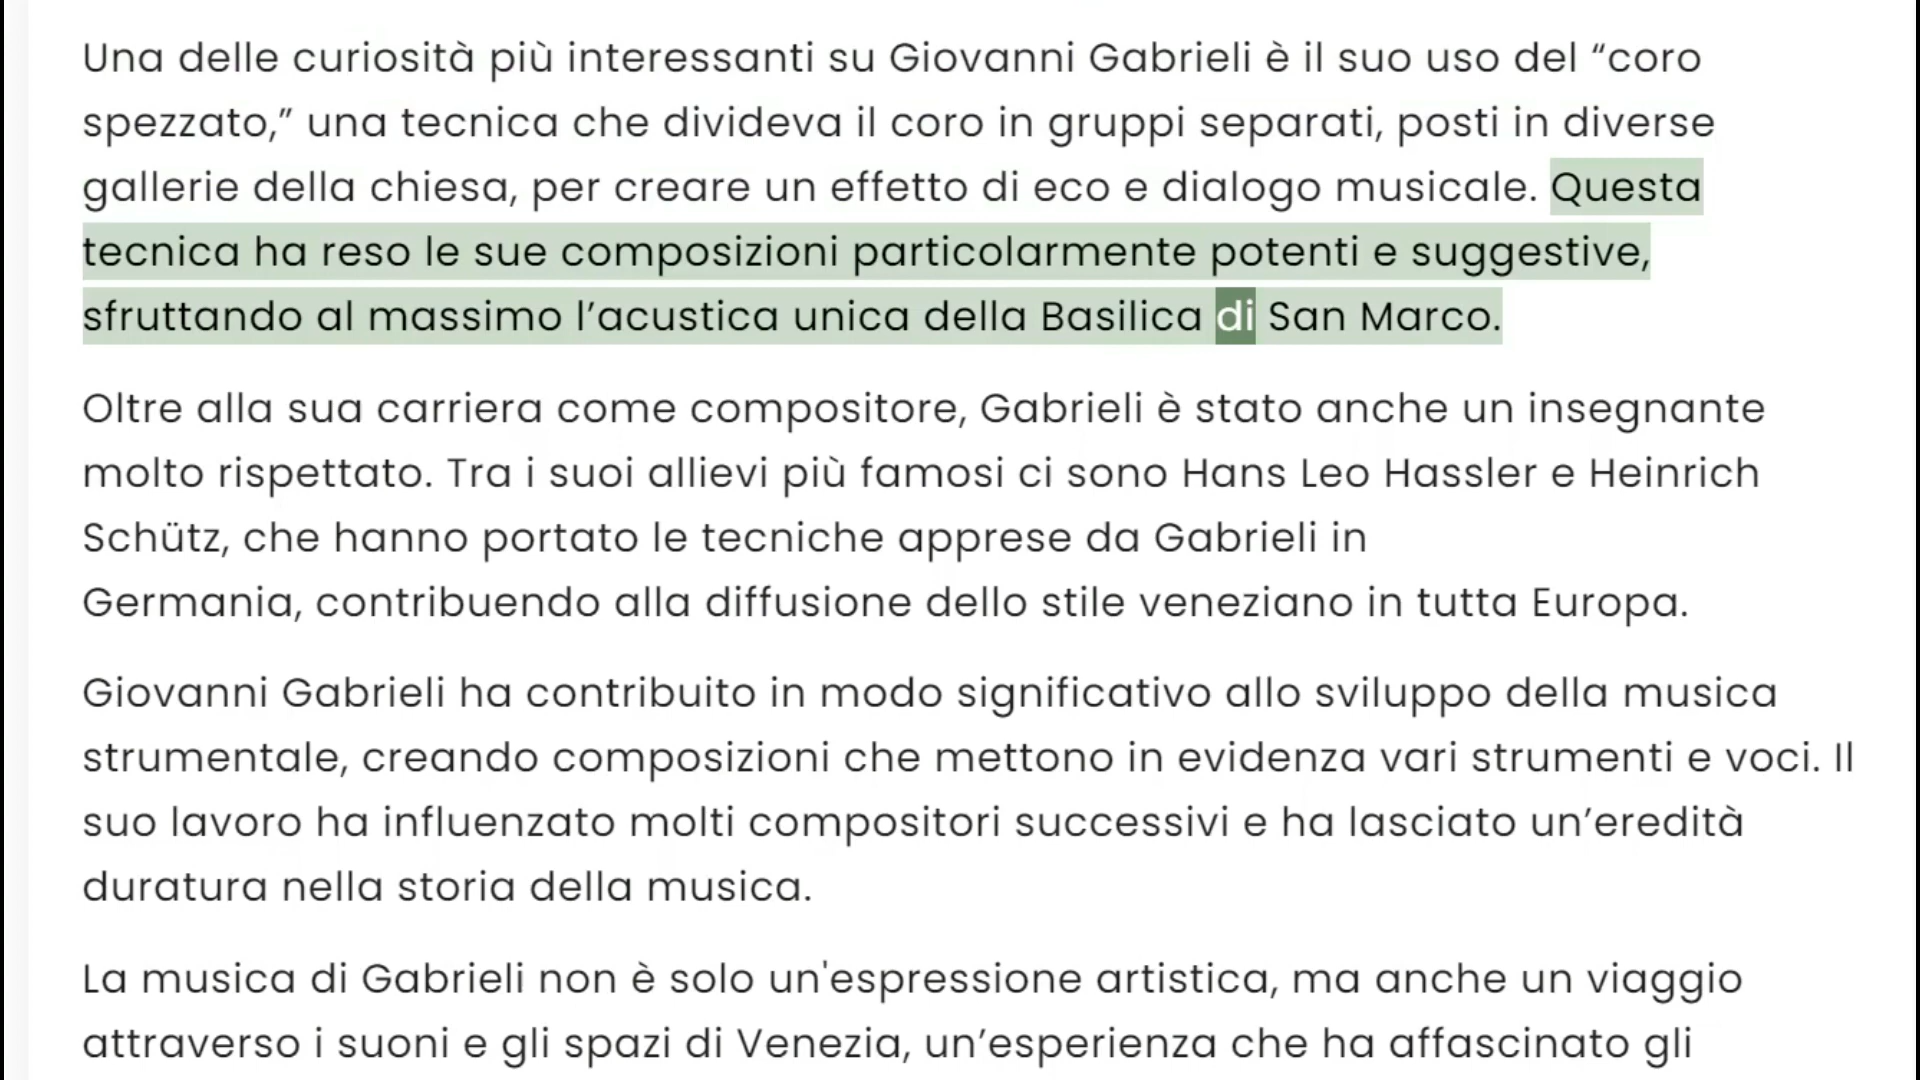 Una delle curiosità più interessanti su Giovanni Gabrieli è il suo uso del “coro
spezzato,” una tecnica che divideva il coro in gruppi separati, posti in diverse
gallerie della chiesa, per creare un effetto di eco e dialogo musicale. Questa
tecnica ha reso le sue composizioni particolarmente potenti e suggestive,
sfruttando al massimo l’acustica unica della Basilica di San Marco.
Oltre alla sua carriera come compositore, Gabrieli è stato anche un insegnante
molto rispettato. Tra i suoi allievi più famosi ci sono Hans Leo Hassler e Heinrich
Schütz, che hanno portato le tecniche apprese da Gabrieli in
Germania, contribuendo alla diffusione dello stile veneziano in tutta Europa.
Giovanni Gabrieli ha contribuito in modo significativo allo sviluppo della musica
strumentale, creando composizioni che mettono in evidenza vari strumenti e voci. Il
suo lavoro ha influenzato molti compositori successivi e ha lasciato un’eredità
duratura nella storia della musica.
La musica di Gabrieli non è solo un'espressione artistica, ma anche un viaggio
attraverso i suoni e gli spazi di Venezia, un’esperienza che ha affascinato gli